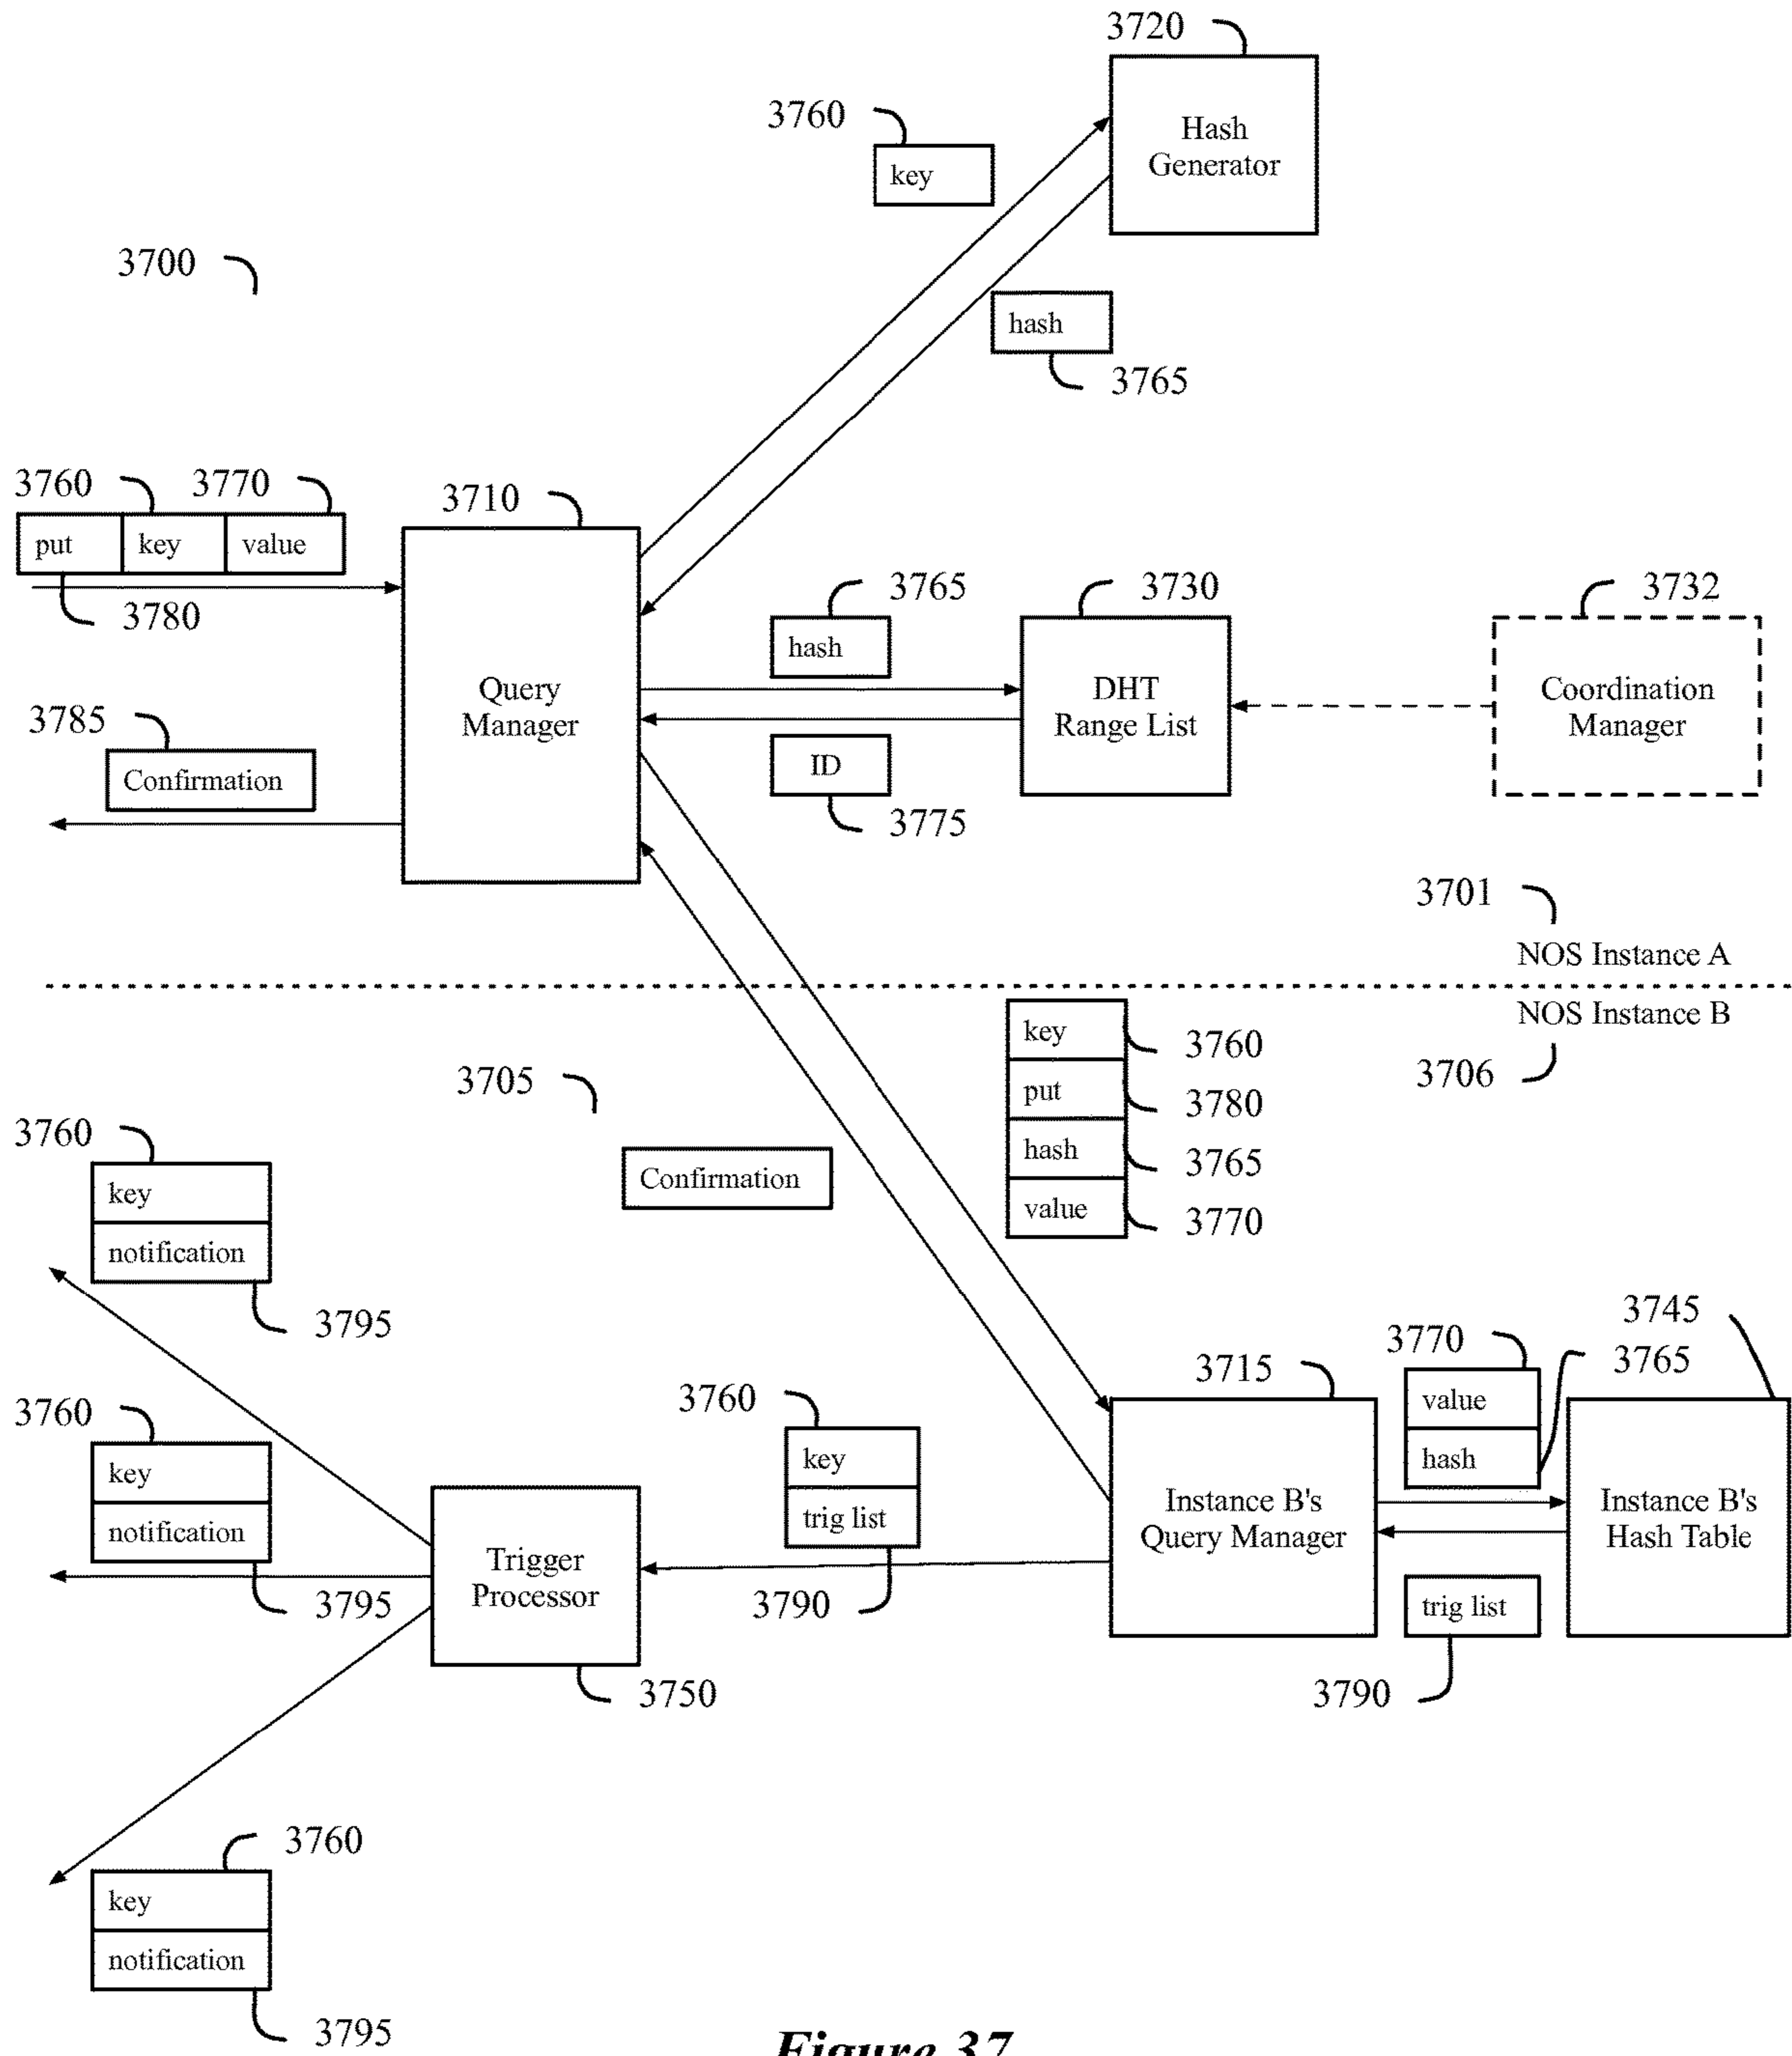 3720
Hash
Generator
3760
key
3700
hash
3765
3760 3770
put key value
3780
3710
Query
Manager
3765
hash
3730
DHT
Range List
3732
Coordination
Manager
ID
3775
3785
Confirmation
3701
NOS Instance A
NOS Instance B
3706
key 3760
put 3780
hash 3765
value 3770
3705
Confirmation
3760
key
notification
3795
3760
key
notification
3795
3760
key
trig list
3790
Trigger
Processor
3750
3715
Instance B's
Query Manager
3770
value
hash
3765
3745
Instance B's
Hash Table
trig list
3790
3760
key
notification
3795
Figure 37